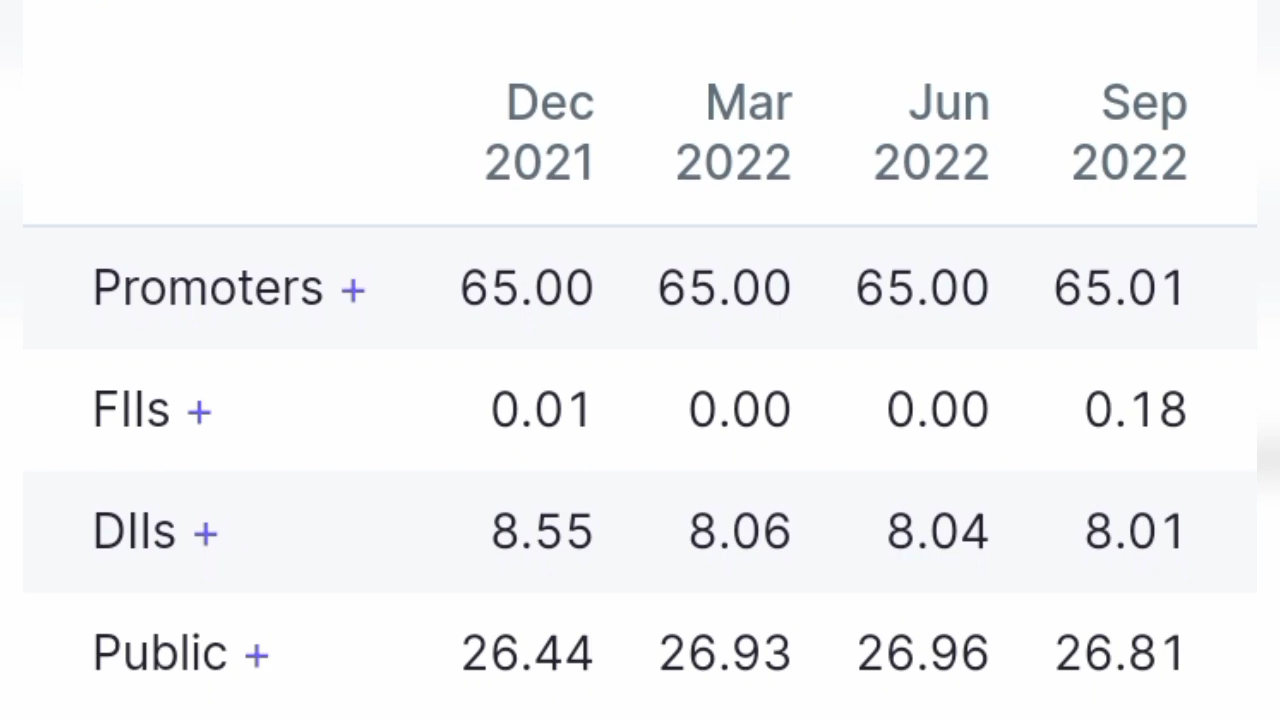 Dec Mar Jun Sep
2021 2022 2022 2022
Promoters + 65.00 65.00 65.00 65.01
FIIs + 0.01 0.00 0.00 0.18
DIIs + 8.55 8.06 8.04 8.01
Public + 26.44 26.93 26.96 26.81